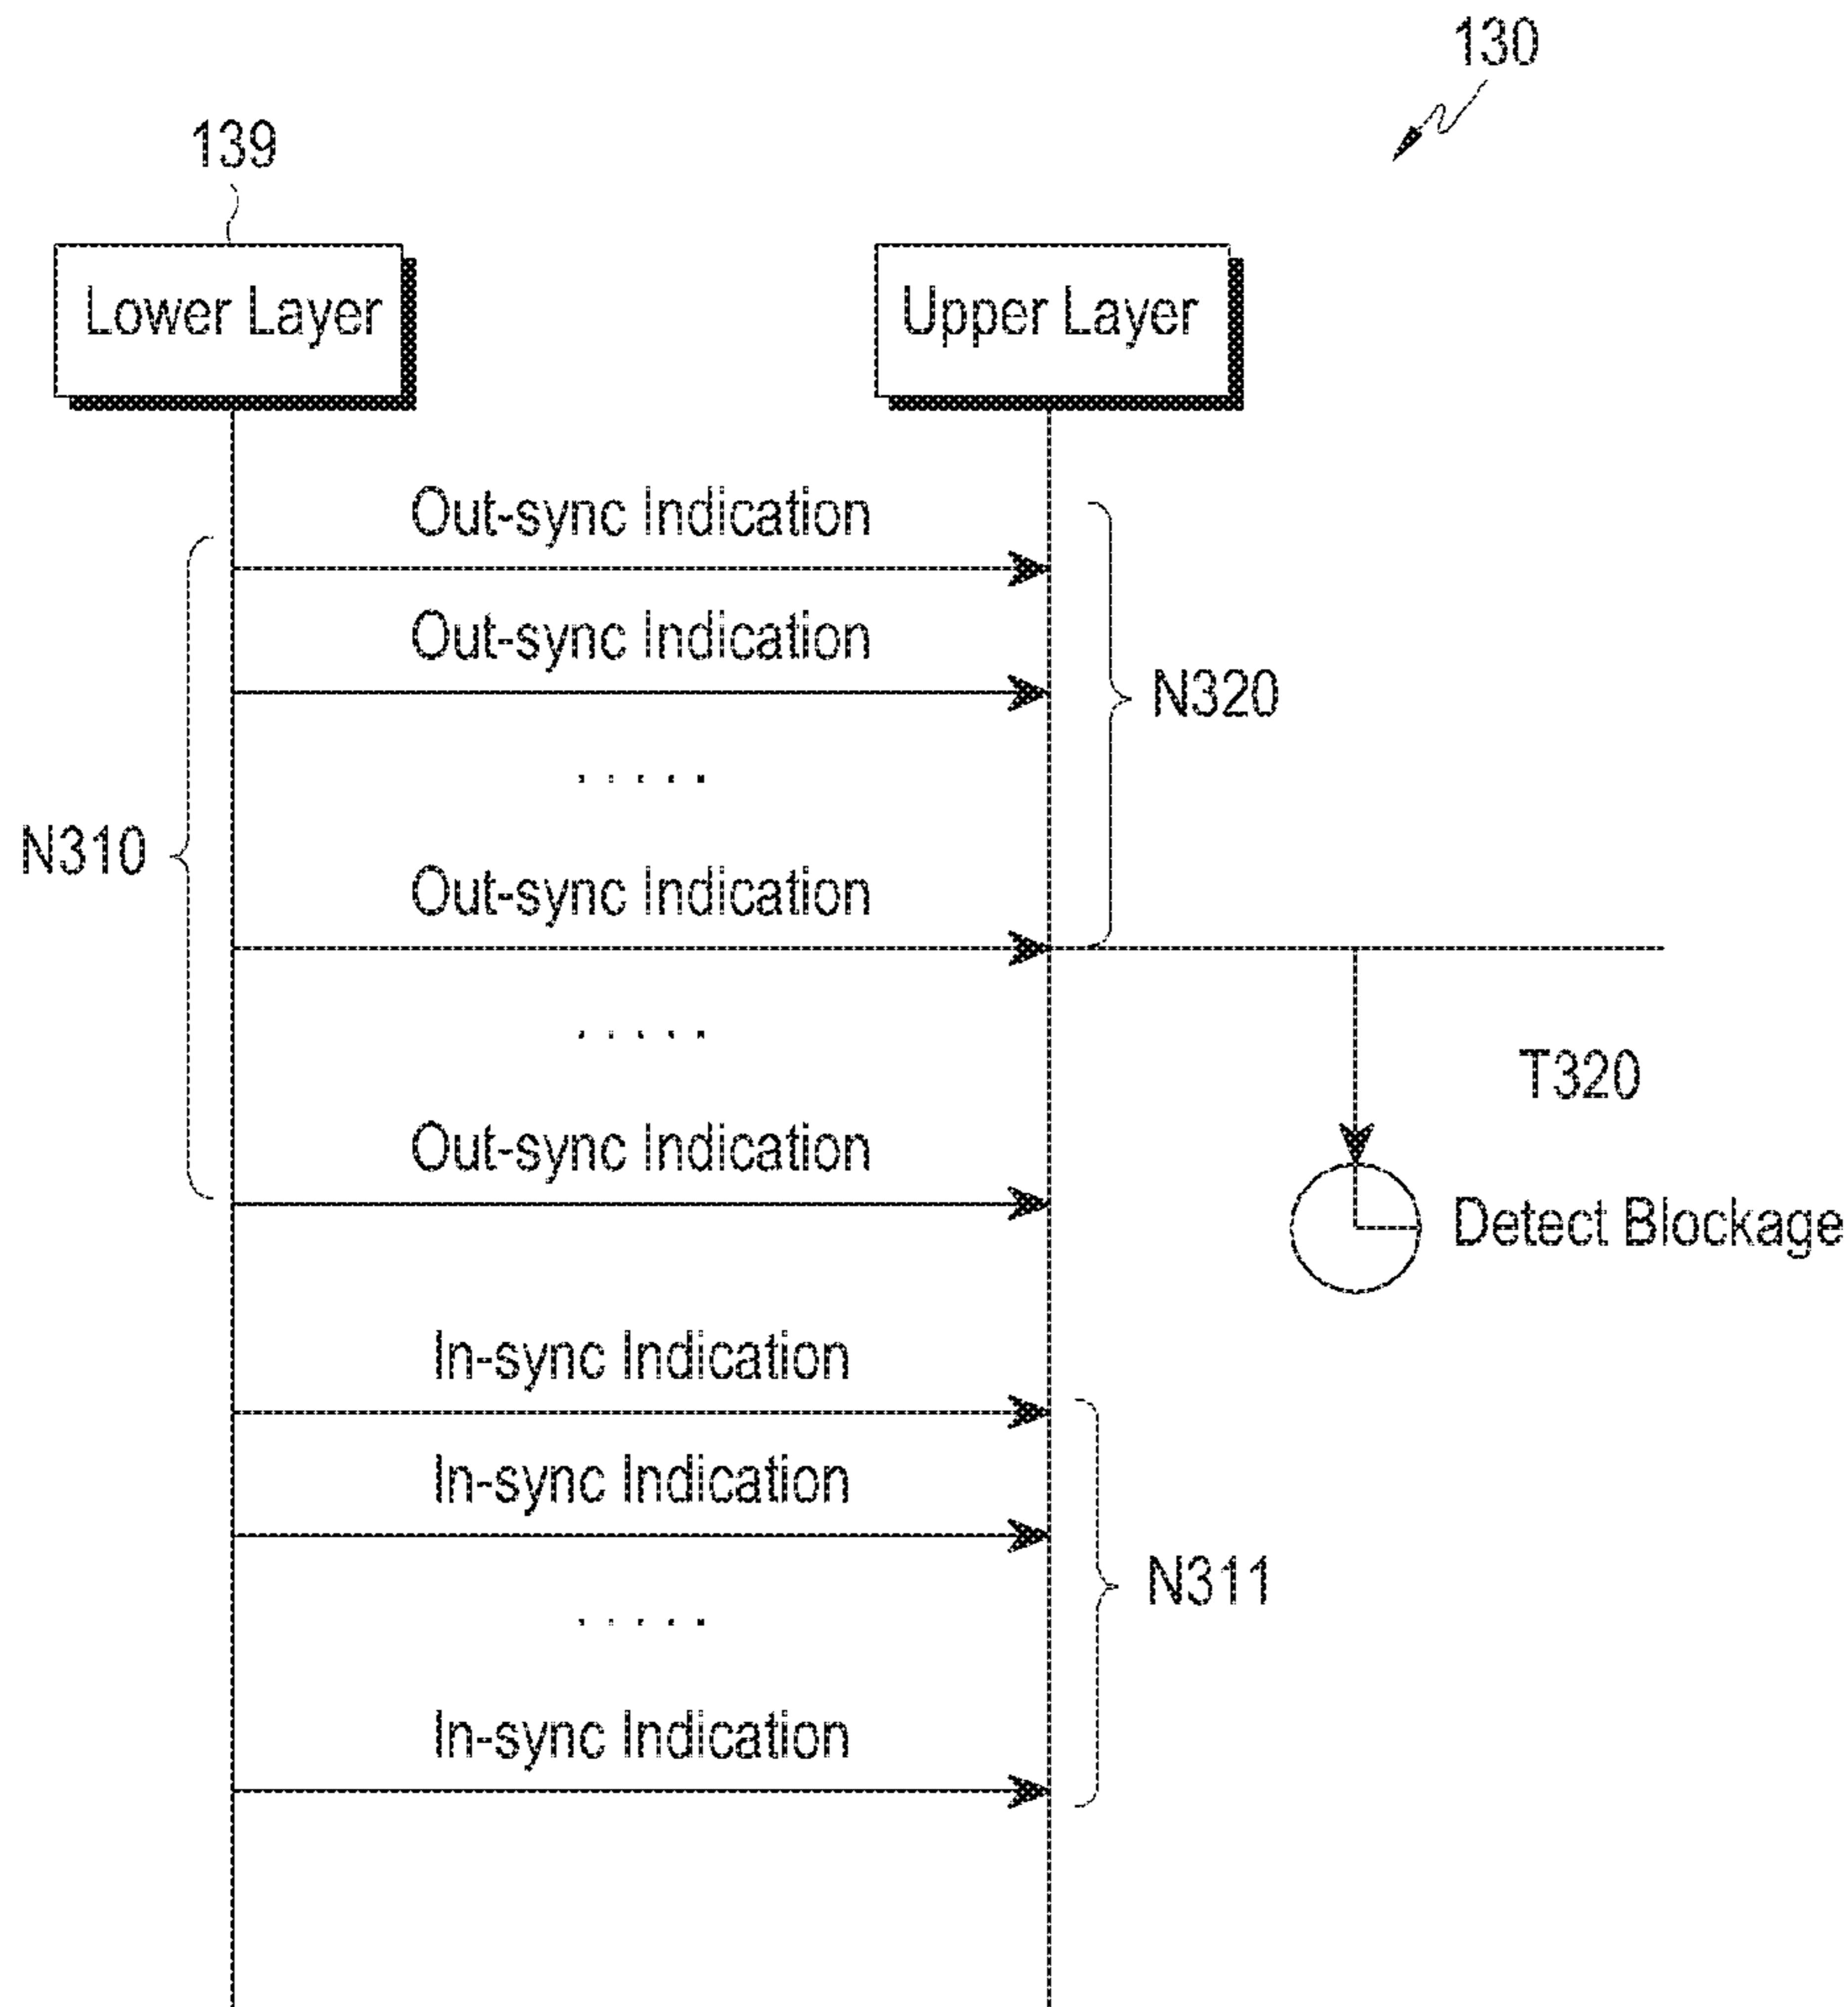 130
139
Lower Layer
Upper Layer
Out-sync Indication
Out-sync Indication
N320
.....
N310
Out-sync Indication
.....
T320
Out-sync Indication
Detect Blockage
In-sync Indication
In-sync Indication
N311
.....
In-sync Indication